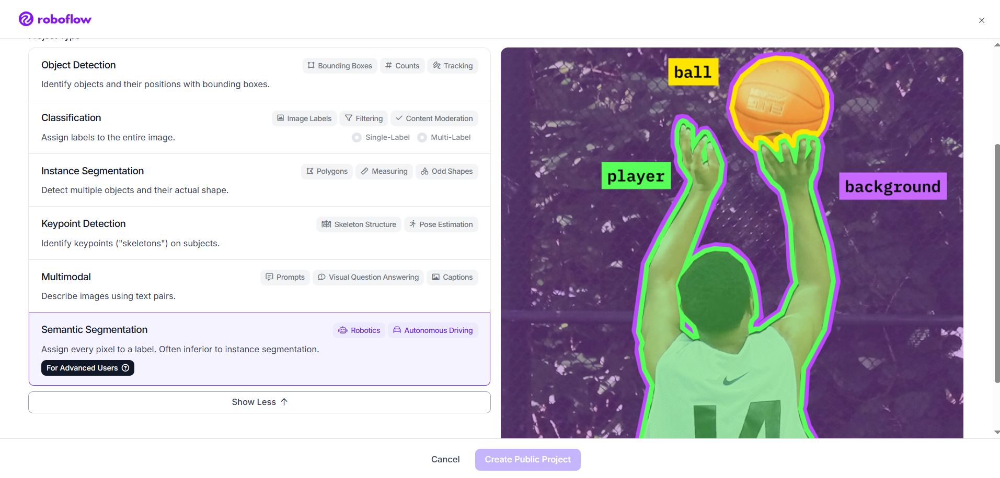 roboflow
Project Type
Object Detection
Bounding Boxes
Counts
Tracking
Identify objects and their positions with bounding boxes.
Classification
Image Labels
Filtering
Content Moderation
Assign labels to the entire image.
Single-Label
Multi-Label
Instance Segmentation
Polygons
Measuring
Odd Shapes
Detect multiple objects and their actual shape.
Keypoint Detection
Skeleton Structure
Pose Estimation
Identify keypoints ("skeletons") on subjects.
Multimodal
Prompts
Visual Question Answering
Captions
Describe images using text pairs.
Semantic Segmentation
Robotics
Autonomous Driving
Assign every pixel to a label. Often inferior to instance segmentation.
For Advanced Users
Show Less
ball
player
background
14
Cancel
Create Public Project